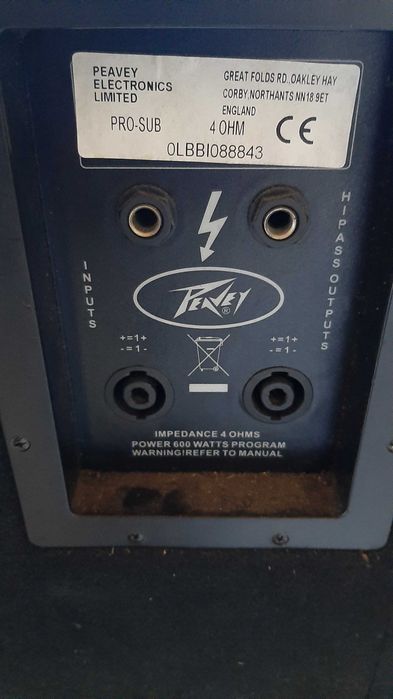 PEAVEY
ELECTRONICS
LIMITED
GREAT FOLDS RD.,OAKLEY HAY
CORBY,NORTHANTS NN18 9ET
ENGLAND
PRO-SUB
4 OHM
CE
OLBBI088843
INPUTS
HIPASS OUTPUTS
PEAVEY
®
+=1+
-=1-
+=1+
-=1-
IMPEDANCE 4 OHMS
POWER 600 WATTS PROGRAM
WARNING!REFER TO MANUAL